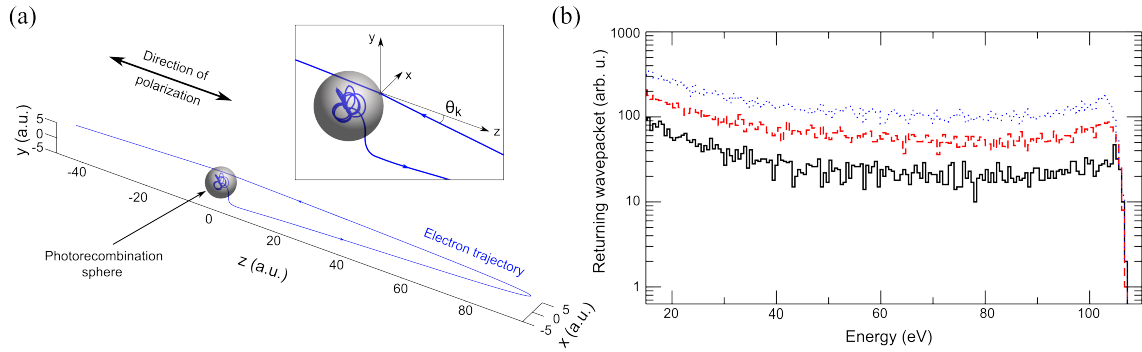 (a)
Direction of
polarization
y
x
θk
z
5
0
-5
y (a.u.)
-40
-20
0
20
40
60
80
z (a.u.)
Electron trajectory
Photorecombination
sphere
5
0
-5
x (a.u.)
(b)
1000
100
10
1
Returning wavepacket (arb. u.)
20
40
60
80
100
Energy (eV)